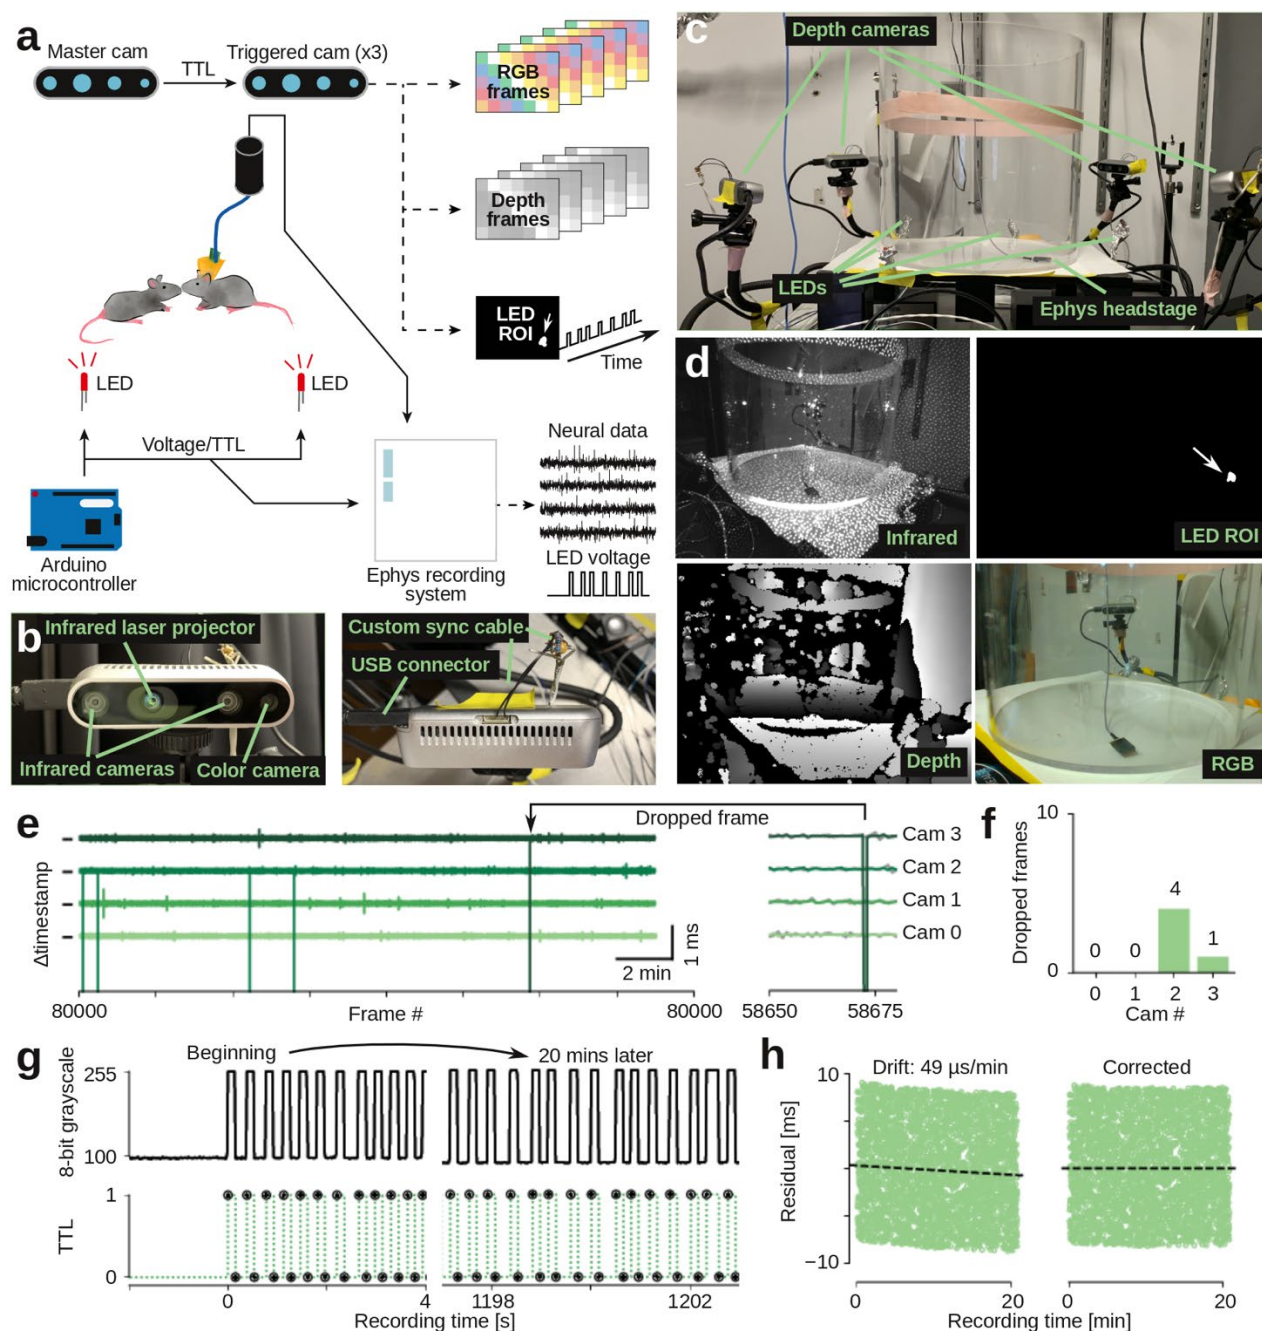 a
Master cam
TTL
Triggered cam (x3)
RGB
frames
Depth
frames
LED
ROI
Time
LED
LED
Voltage/TTL
Arduino
microcontroller
Ephys recording
system
Neural data
LED voltage
b
Infrared laser projector
Infrared cameras
Color camera
Custom sync cable
USB connector
c
Depth cameras
LEDs
Ephys headstage
d
Infrared
LED ROI
Depth
RGB
e
Δtimestamp
Dropped frame
Cam 3
Cam 2
Cam 1
Cam 0
1 ms
2 min
80000
Frame #
80000
58650
58675
f
Dropped frames
10
0
0
0
4
1
0
1
2
3
Cam #
g
Beginning
20 mins later
8-bit grayscale
255
100
TTL
1
0
0
4
1198
1202
Recording time [s]
h
Drift: 49 µs/min
Corrected
Residual [ms]
10
−10
0
20
0
20
Recording time [min]